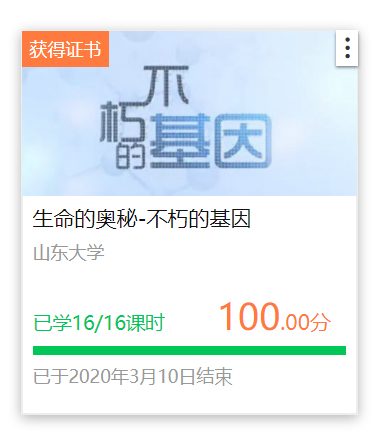 获得证书
不
朽
的基因
生命的奥秘-不朽的基因
山东大学
已学16/16课时 100.00分
已于2020年3月10日结束